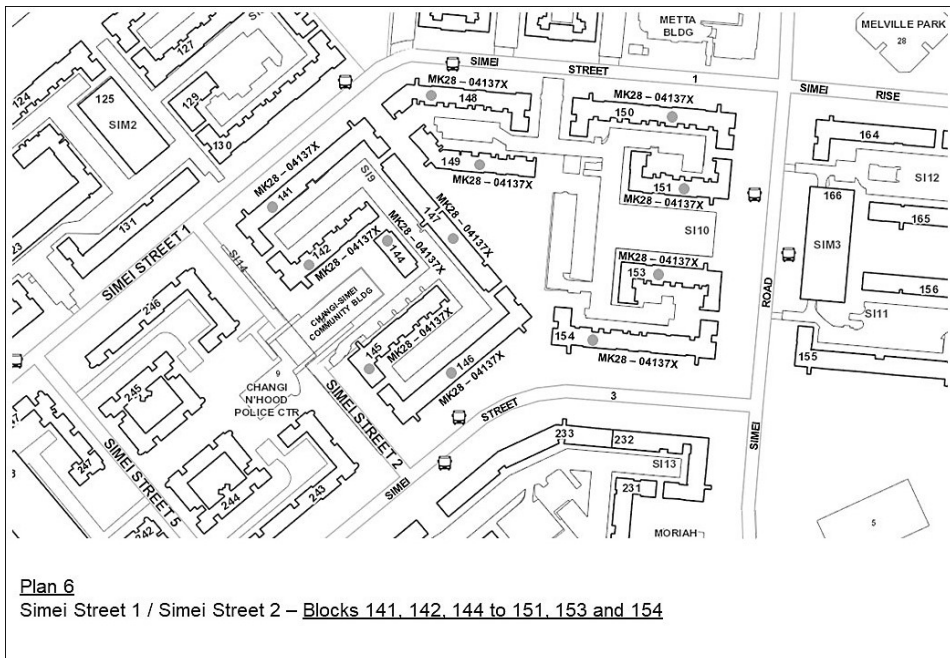 METTA
BLDG
MELVILLE PARK
28
SIMEI
STREET
1
SIMEI
RISE
127
124
125
129
SIM2
130
MK28 – 04137X
148
MK28 – 04137X
150
164
149
MK28 – 04137X
MK28 – 04137X
141
SI9
151
MK28 – 04137X
SI12
166
165
147
MK28 – 04137X
131
142
MK28 – 04137X
144
MK28 – 04137X
SI10
SIM3
SIMEI STREET 1
SI14
MK28 – 04137X
153
ROAD
156
246
CHANGI-SIMEI
COMMUNITY BLDG
SI11
145
MK28 – 04137X
154
MK28 – 04137X
155
146
MK28 – 04137X
9
CHANGI
N'HOOD
POLICE CTR
245
SIMEI STREET 2
SIMEI
STREET
3
SIMEI
SIMEI STREET 5
247
244
243
242
233
232
SI13
231
MORIAH
5
Plan 6
Simei Street 1 / Simei Street 2 – Blocks 141, 142, 144 to 151, 153 and 154